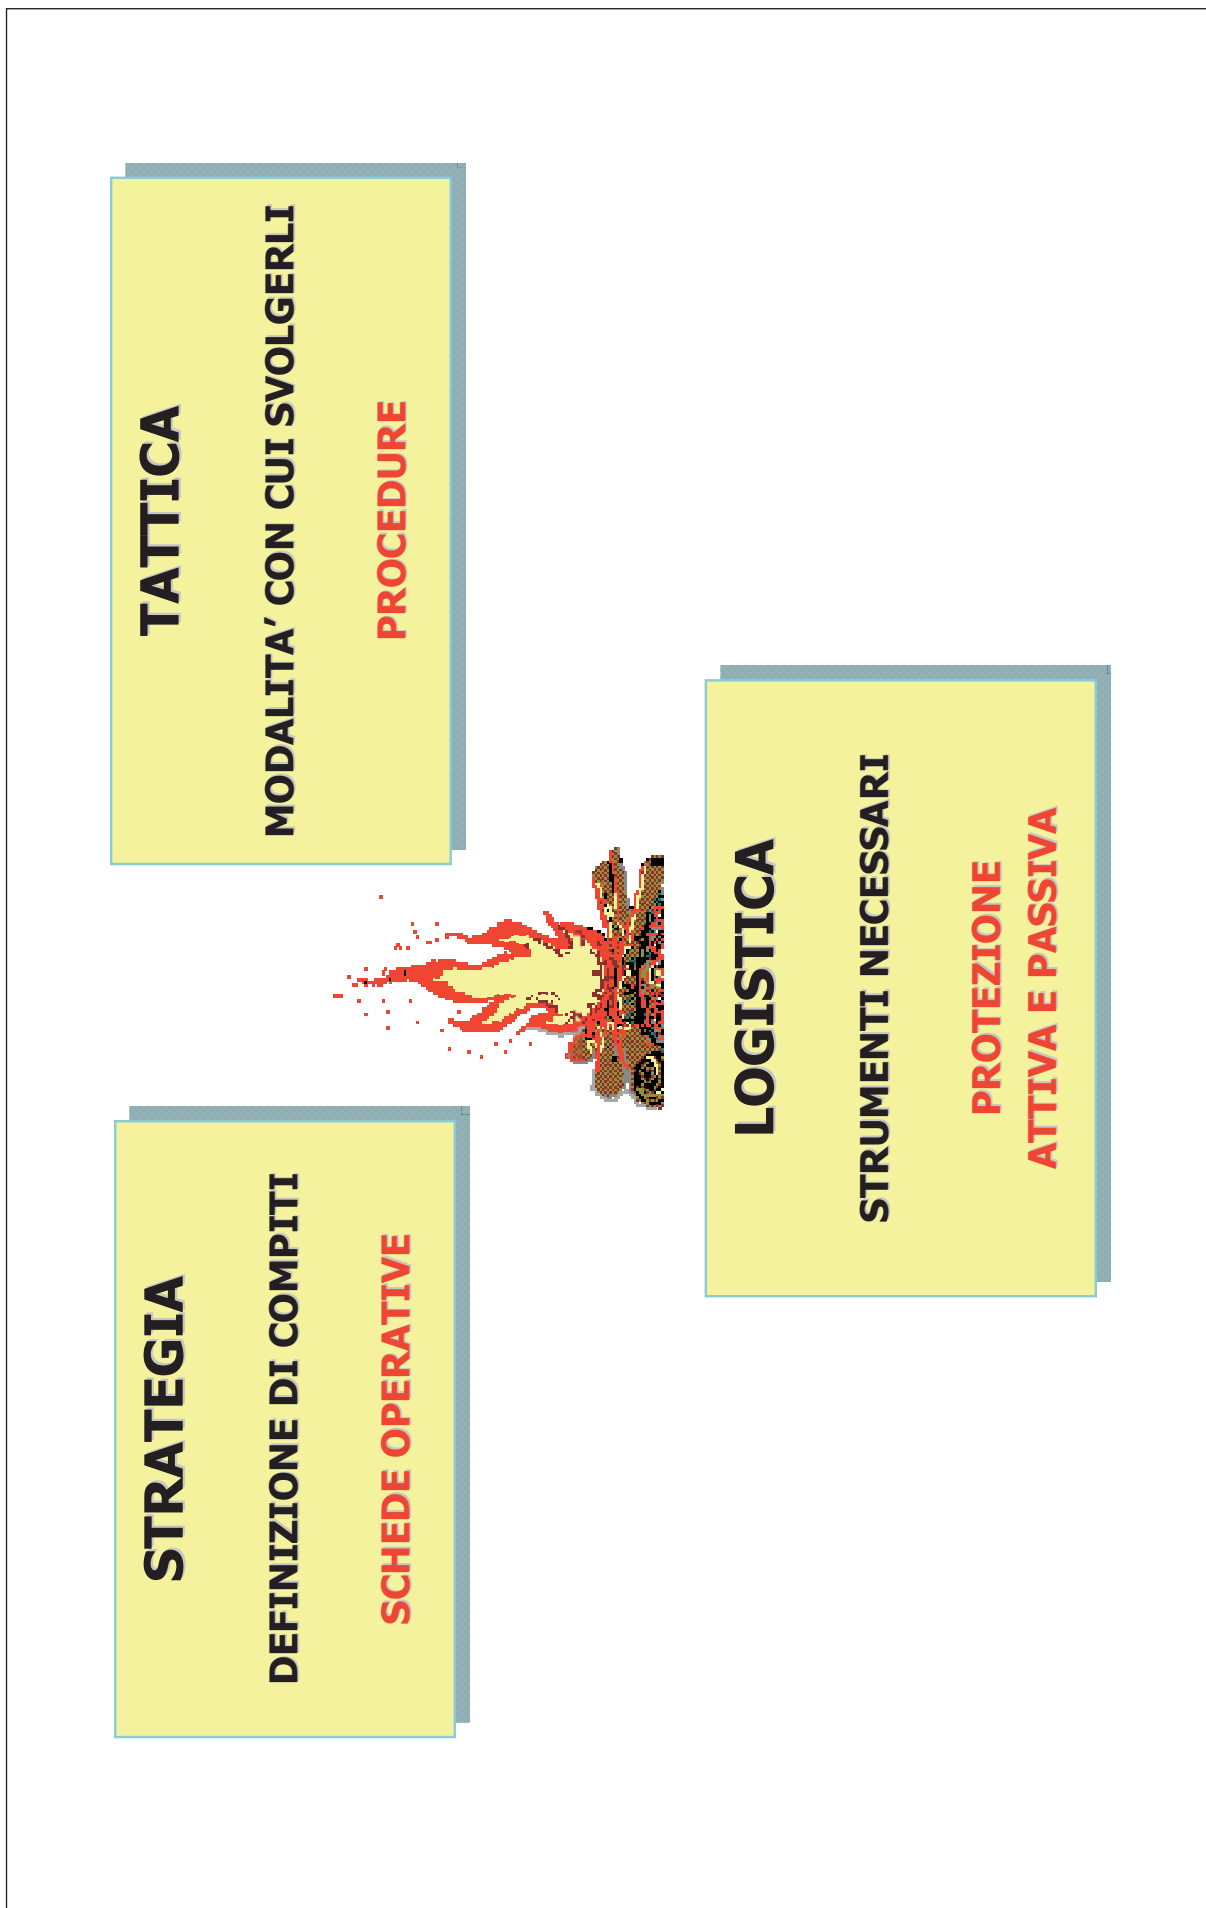 STRATEGIA
DEFINIZIONE DI COMPITI
SCHEDE OPERATIVE
TATTICA
MODALITA’ CON CUI SVOLGERLI
PROCEDURE
LOGISTICA
STRUMENTI NECESSARI
PROTEZIONE
ATTIVA E PASSIVA